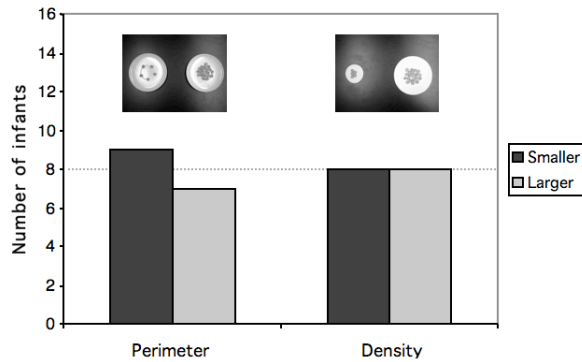 16
14
12
10
8
6
4
2
0
Number of infants
Perimeter
Density
Smaller
Larger